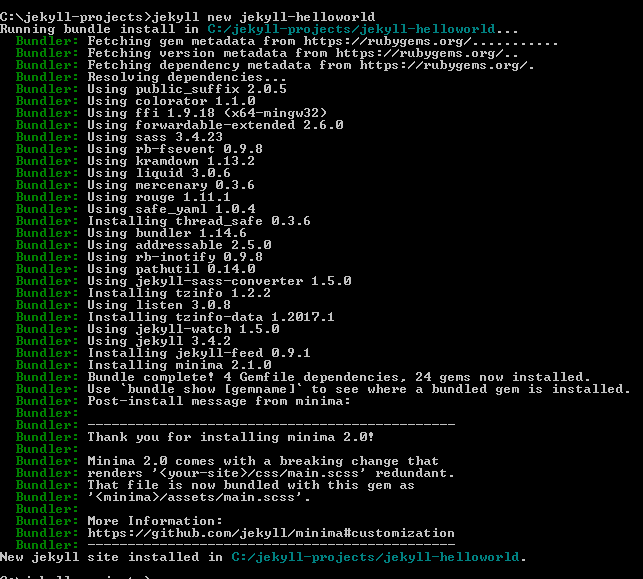 C:\jekyll-projects>jekyll new jekyll-helloworld
Running bundle install in C:/jekyll-projects/jekyll-helloworld...
Bundler: Fetching gem metadata from https://rubygems.org/...........
Bundler: Fetching version metadata from https://rubygems.org/..
Bundler: Fetching dependency metadata from https://rubygems.org/.
Bundler: Resolving dependencies...
Bundler: Using public_suffix 2.0.5
Bundler: Using colorator 1.1.0
Bundler: Using ffi 1.9.18 (x64-mingw32)
Bundler: Using forwardable-extended 2.6.0
Bundler: Using sass 3.4.23
Bundler: Using rb-fsevent 0.9.8
Bundler: Using kramdown 1.13.2
Bundler: Using liquid 3.0.6
Bundler: Using mercenary 0.3.6
Bundler: Using rouge 1.11.1
Bundler: Using safe_yaml 1.0.4
Bundler: Installing thread_safe 0.3.6
Bundler: Using bundler 1.14.6
Bundler: Using addressable 2.5.0
Bundler: Using rb-inotify 0.9.8
Bundler: Using pathutil 0.14.0
Bundler: Using jekyll-sass-converter 1.5.0
Bundler: Installing tzinfo 1.2.2
Bundler: Using listen 3.0.8
Bundler: Installing tzinfo-data 1.2017.1
Bundler: Using jekyll-watch 1.5.0
Bundler: Using jekyll 3.4.2
Bundler: Installing jekyll-feed 0.9.1
Bundler: Installing minima 2.1.0
Bundler: Bundle complete! 4 Gemfile dependencies, 24 gems now installed.
Bundler: Use `bundle show [gemname]` to see where a bundled gem is installed.
Bundler: Post-install message from minima:
Bundler:
Bundler: ----------------------------------------------
Bundler: Thank you for installing minima 2.0!
Bundler:
Bundler: Minima 2.0 comes with a breaking change that
Bundler: renders '<your-site>/css/main.scss' redundant.
Bundler: That file is now bundled with this gem as
Bundler: '<minima>/assets/main.scss'.
Bundler:
Bundler: More Information:
Bundler: https://github.com/jekyll/minima#customization
Bundler: ----------------------------------------------
New jekyll site installed in C:/jekyll-projects/jekyll-helloworld.